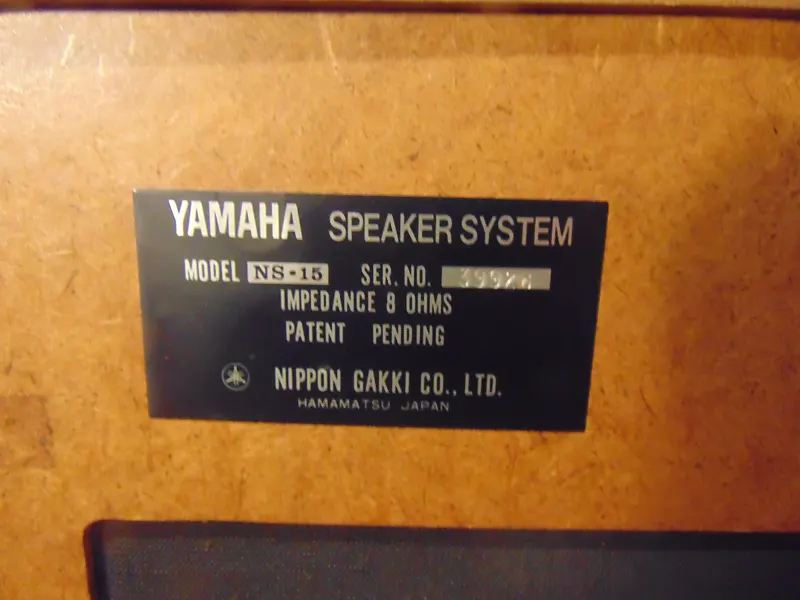 YAMAHA SPEAKER SYSTEM
MODEL NS-15 SER. NO.
IMPEDANCE 8 OHMS
PATENT PENDING
NIPPON GAKKI CO., LTD.
HAMAMATSU JAPAN